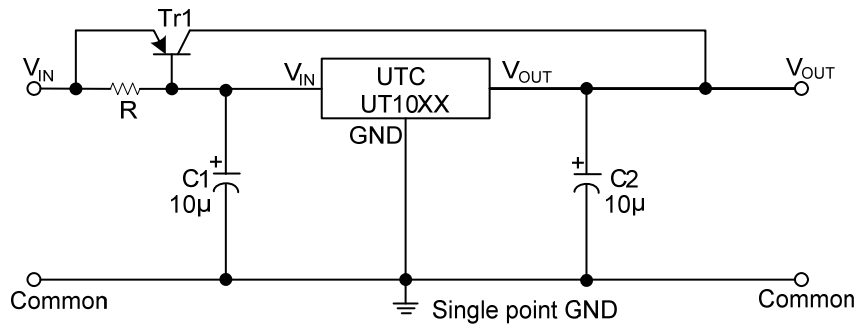 Tr1
VIN
VIN
UTC
VOUT
VOUT
R
UT10XX
GND
C1
10μ
C2
10μ
Common
Single point GND
Common